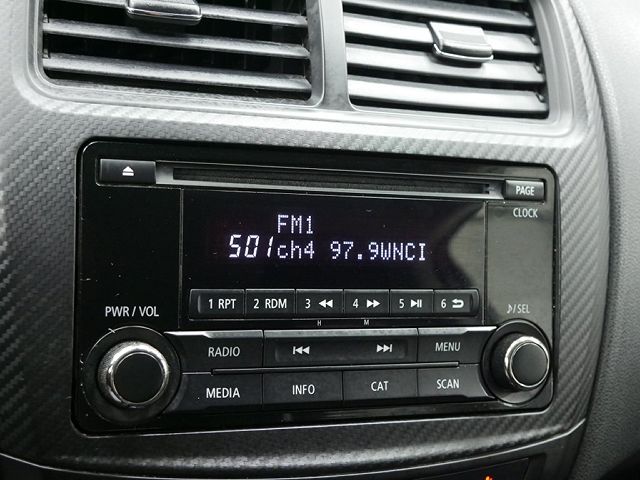 PAGE
CLOCK
FM1
501ch4 97.9WNCI
1 RPT 2 RDM 3 4 5 6
H M
PWR / VOL
/SEL
RADIO MENU
MEDIA INFO CAT SCAN